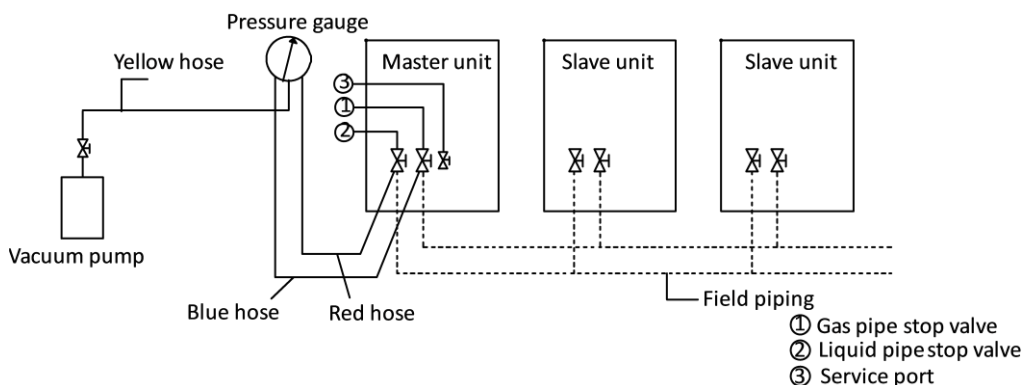 Pressure gauge
Yellow hose
Master unit
Slave unit
Slave unit
③
①
②
Vacuum pump
Blue hose
Red hose
Field piping
① Gas pipe stop valve
② Liquid pipe stop valve
③ Service port